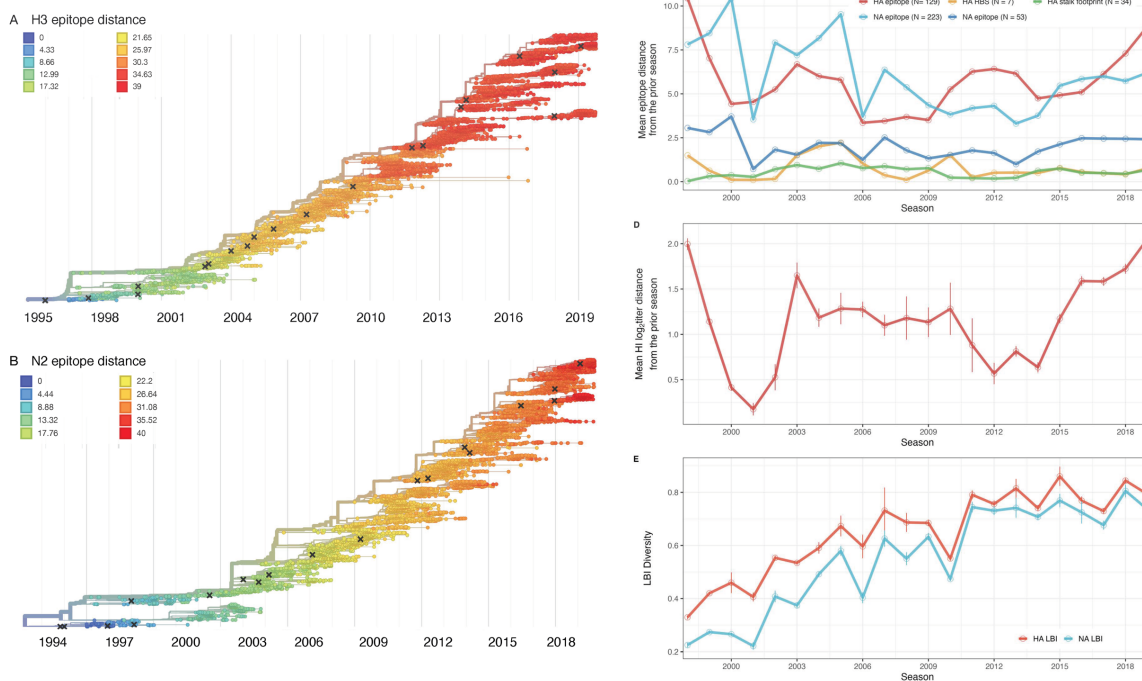 A H3 epitope distance
0 21.65
4.33 25.97
8.66 30.3
12.99 34.63
17.32 39
1995 1998 2001 2004 2007 2010 2013 2016 2019
B N2 epitope distance
0 22.2
4.44 26.64
8.88 31.08
13.32 35.52
17.76 40
1994 1997 2000 2003 2006 2009 2012 2015 2018
HA epitope (N= 129) HA HBS (N = 7) HA stalk footprint (N = 34)
NA epitope (N = 223) NA epitope (N = 53)
Mean epitope distance
from the prior season
10.0
7.5
5.0
2.5
0.0
2000 2003 2006 2009 2012 2015 2018
Season
D
Mean HI log2titer distance
from the prior season
2.0
1.5
1.0
0.5
2000 2003 2006 2009 2012 2015 2018
Season
E
LBI Diversity
0.8
0.6
0.4
0.2
HA LBI NA LBI
2000 2003 2006 2009 2012 2015 2018
Season